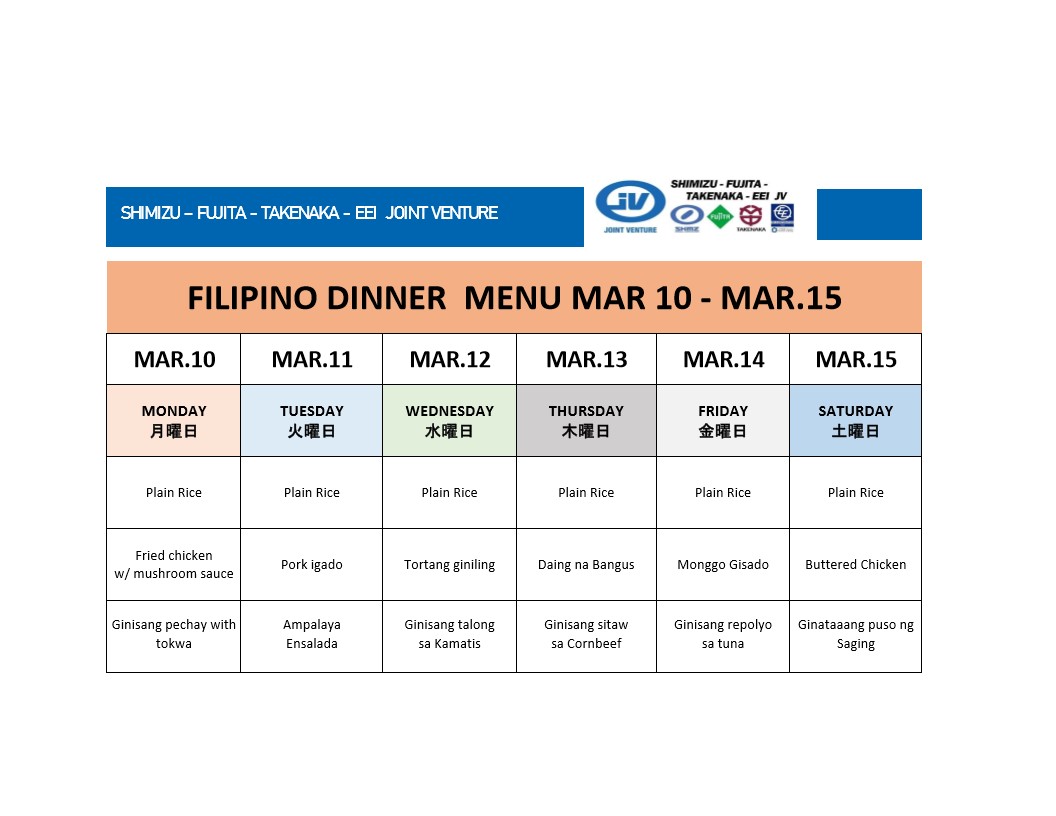 SHIMIZU – FUJITA - TAKENAKA - EEI JOINT VENTURE
JV
JOINT VENTURE
SHIMIZU - FUJITA -
TAKENAKA - EEI JV
FUJITA
TAKENAKA
FILIPINO DINNER MENU MAR 10 - MAR.15
MAR.10 MAR.11 MAR.12 MAR.13 MAR.14 MAR.15
MONDAY TUESDAY WEDNESDAY THURSDAY FRIDAY SATURDAY
月曜日 火曜日 水曜日 木曜日 金曜日 土曜日
Plain Rice Plain Rice Plain Rice Plain Rice Plain Rice Plain Rice
Fried chicken
w/ mushroom sauce
Pork igado
Tortang giniling
Daing na Bangus
Monggo Gisado
Buttered Chicken
Ginisang pechay with
tokwa
Ampalaya
Ensalada
Ginisang talong
sa Kamatis
Ginisang sitaw
sa Cornbeef
Ginisang repolyo
sa tuna
Ginataaang puso ng
Saging